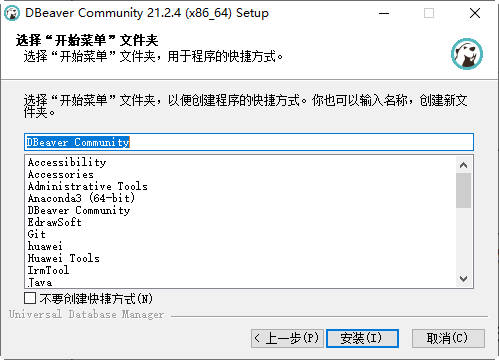 DBeaver Community 21.2.4 (x86_64) Setup
选择“开始菜单”文件夹
选择“开始菜单”文件夹，用于程序的快捷方式。
选择“开始菜单”文件夹，以便创建程序的快捷方式。你也可以输入名称，创建新文
件夹。
DBeaver Community
Accessibility
Accessories
Administrative Tools
Anaconda3 (64-bit)
DBeaver Community
EdrawSoft
Git
huawei
Huawei Tools
IrmTool
Java
不要创建快捷方式(N)
Universal Database Manager
< 上一步(P)
安装(I)
取消(C)